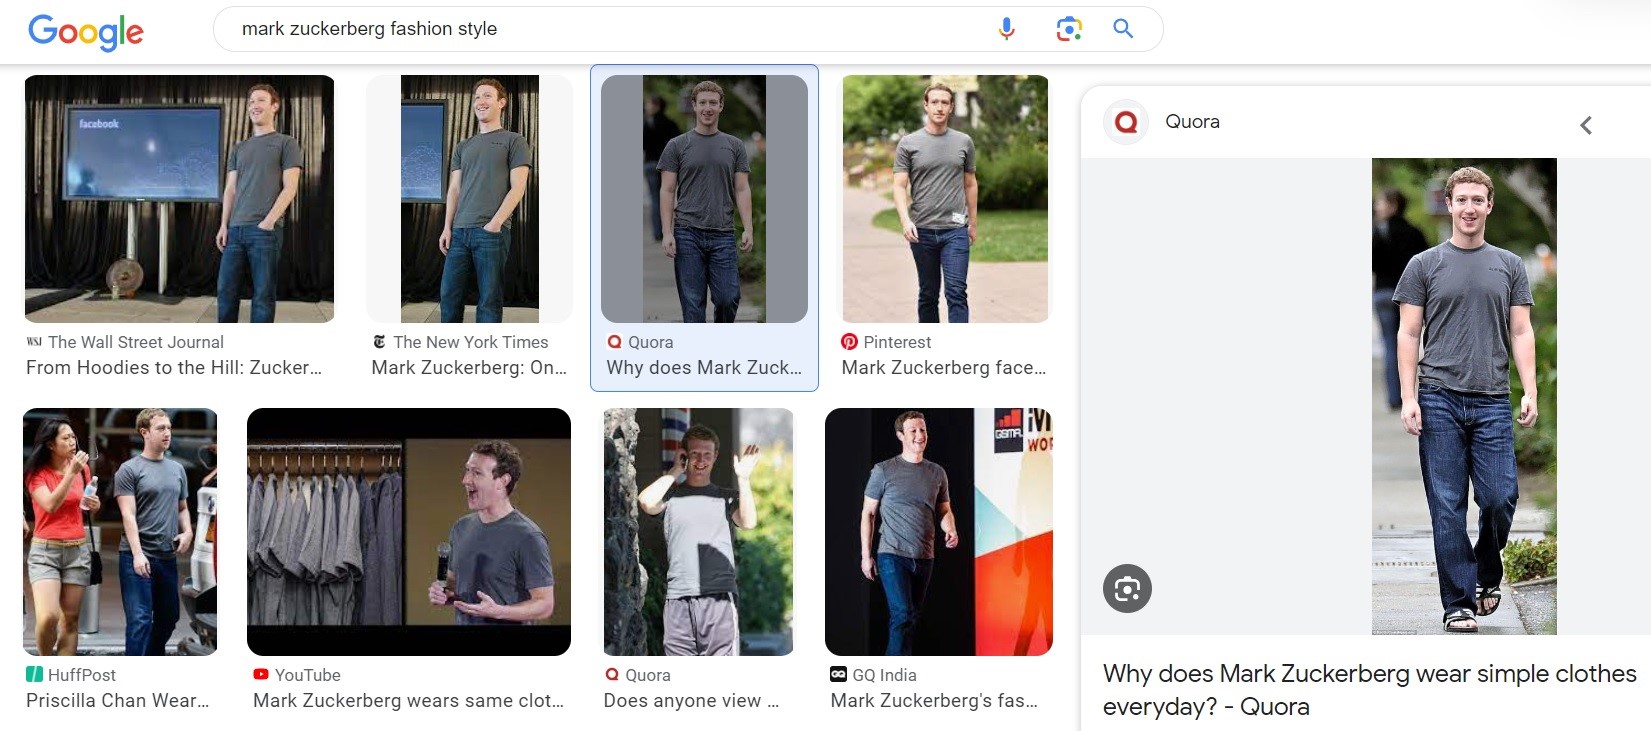 Google
mark zuckerberg fashion style
Quora
facebook
WSJ The Wall Street Journal
From Hoodies to the Hill: Zucker...
The New York Times
Mark Zuckerberg: On...
Quora
Why does Mark Zuck...
Pinterest
Mark Zuckerberg face...
GSMA
WOR
HuffPost
Priscilla Chan Wear...
YouTube
Mark Zuckerberg wears same clot...
Quora
Does anyone view ...
GQ GQ India
Mark Zuckerberg's fas...
Why does Mark Zuckerberg wear simple clothes
everyday? - Quora